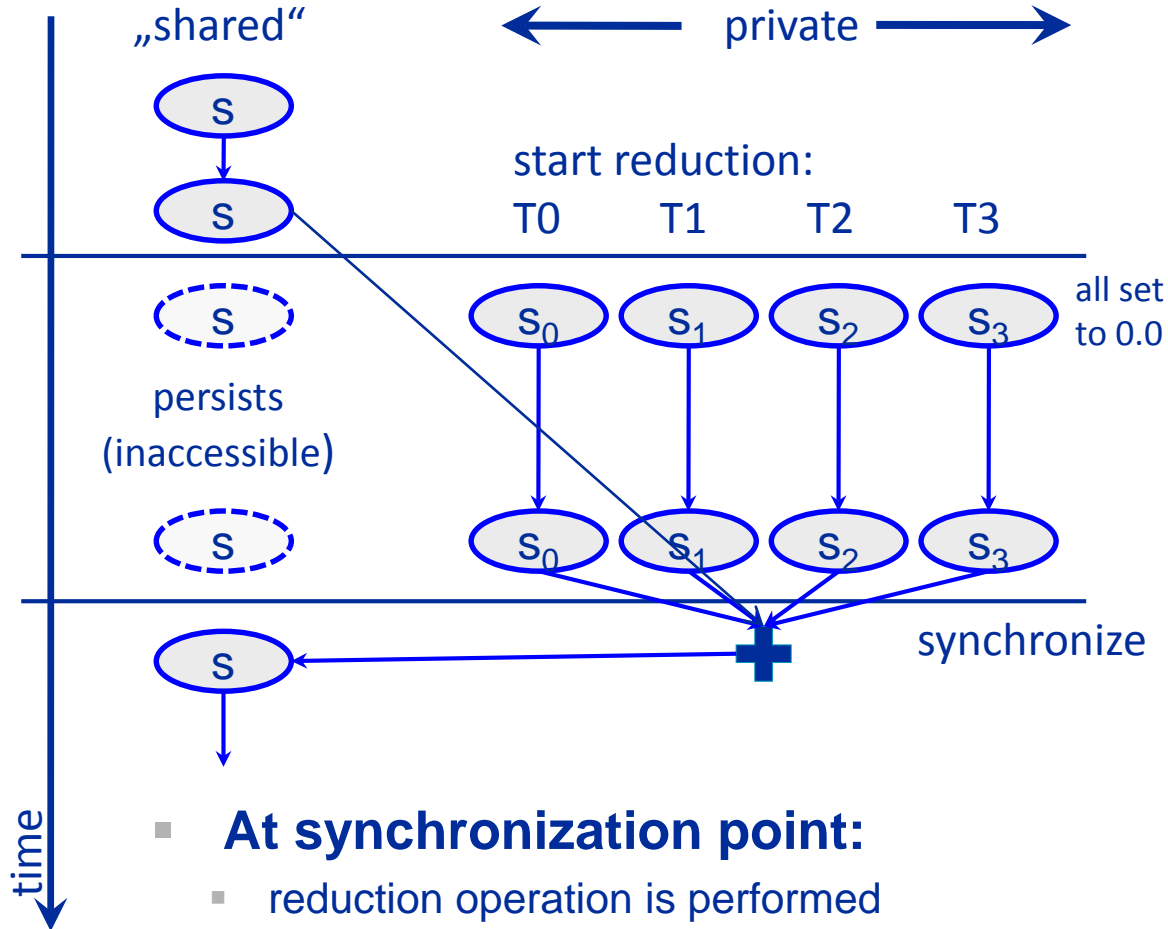 „shared“ private
s
start reduction:
s T0 T1 T2 T3
s s0 s1 s2 s3 all set
to 0.0
persists
(inaccessible)
s s0 s1 s2 s3
synchronize
s
time
▪ At synchronization point:
▪ reduction operation is performed